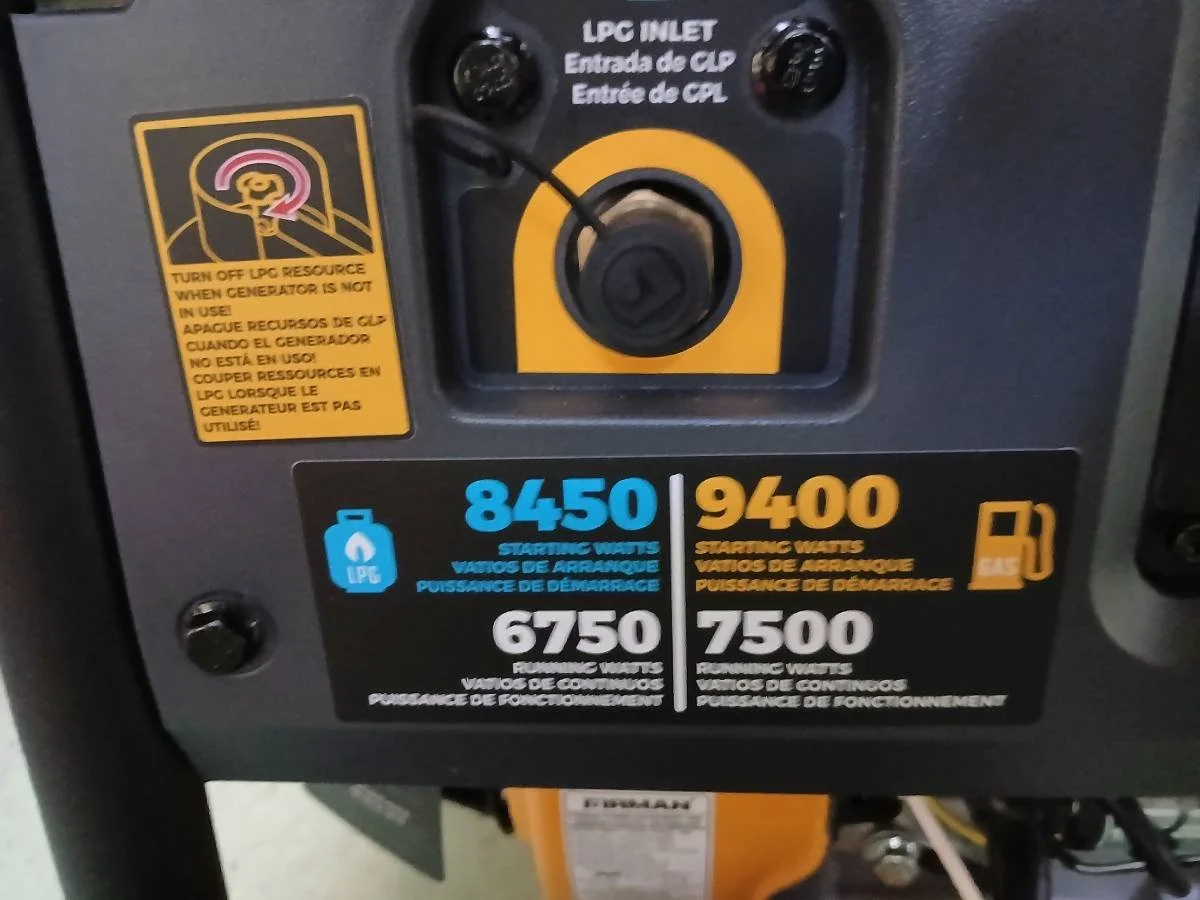 LPG INLET
Entrada de GLP
Entrée de GPL
TURN OFF LPG RESOURCE
WHEN GENERATOR IS NOT
IN USE!
APAGUE RECURSOS DE GLP
CUANDO EL GENERADOR
NO ESTÁ EN USO!
COUPER RESSOURCES EN
LPG LORSQUE LE
GENERATEUR EST PAS
UTILISÉ!
LPG
8450
STARTING WATTS
VATIOS DE ARRANQUE
PUISSANCE DE DÉMARRAGE
6750
RUNNING WATTS
VATIOS DE CONTINUOS
PUISSANCE DE FONCTIONNEMENT
9400
STARTING WATTS
VATIOS DE ARRANQUE
PUISSANCE DE DÉMARRAGE
GAS
7500
RUNNING WATTS
VATIOS DE CONTINUOS
PUISSANCE DE FONCTIONNEMENT
FIRMAN